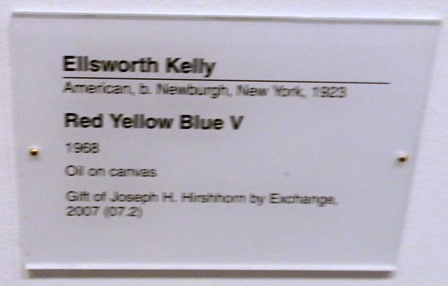 Ellsworth Kelly
American, b. Newburgh, New York, 1923
Red Yellow Blue V
1968
Oil on canvas
Gift of Joseph H. Hirshhorn by Exchange,
2007 (07.2)